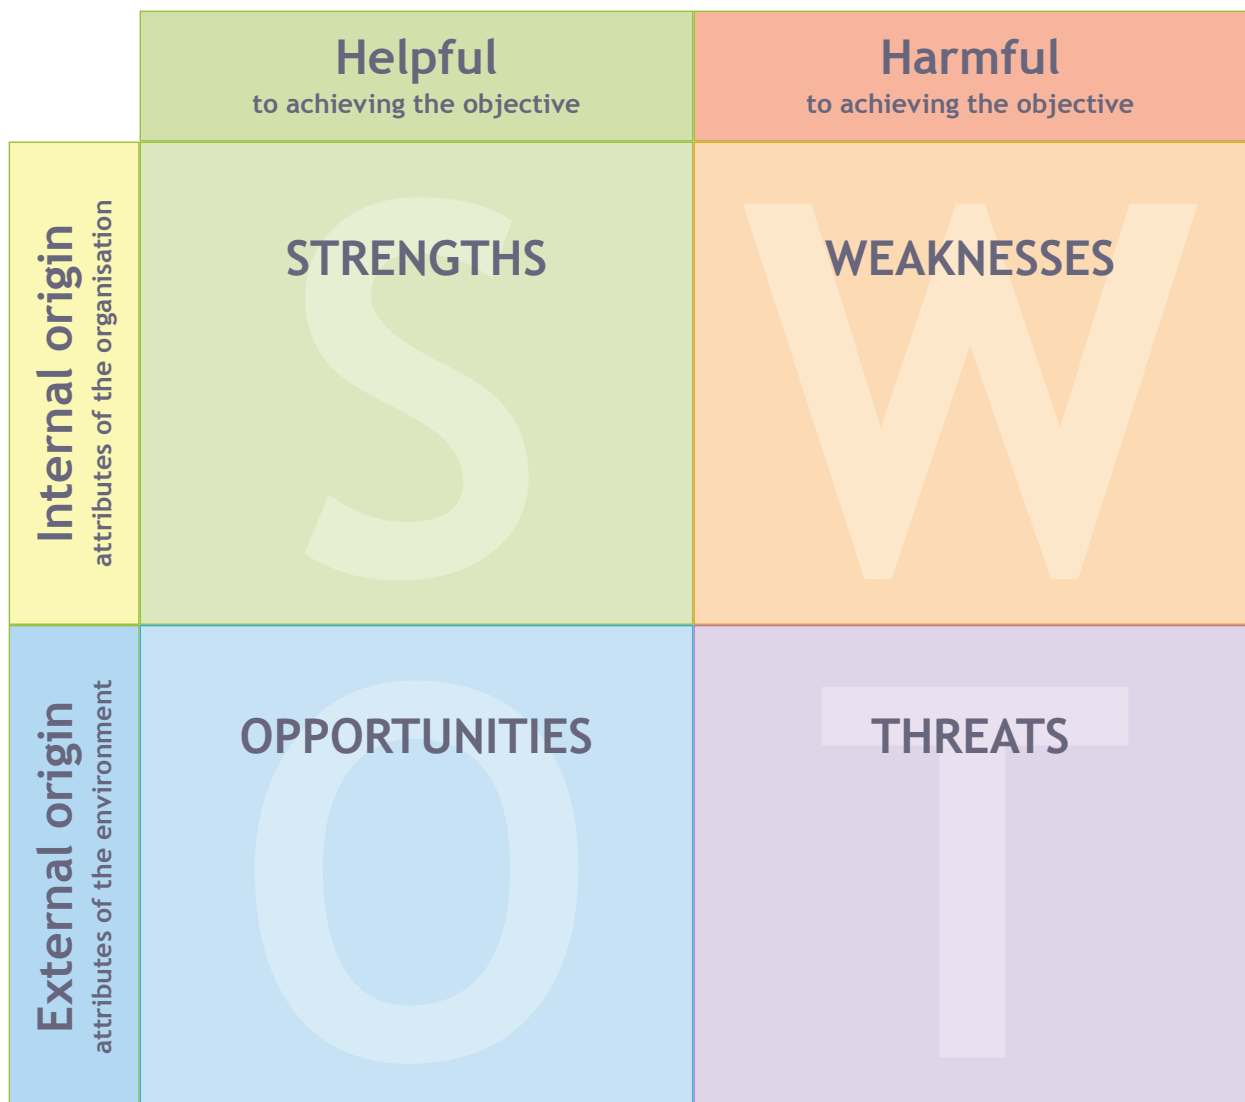 Helpful
to achieving the objective
Harmful
to achieving the objective
Internal origin
attributes of the organisation
S
STRENGTHS
W
WEAKNESSES
External origin
attributes of the environment
O
OPPORTUNITIES
T
THREATS